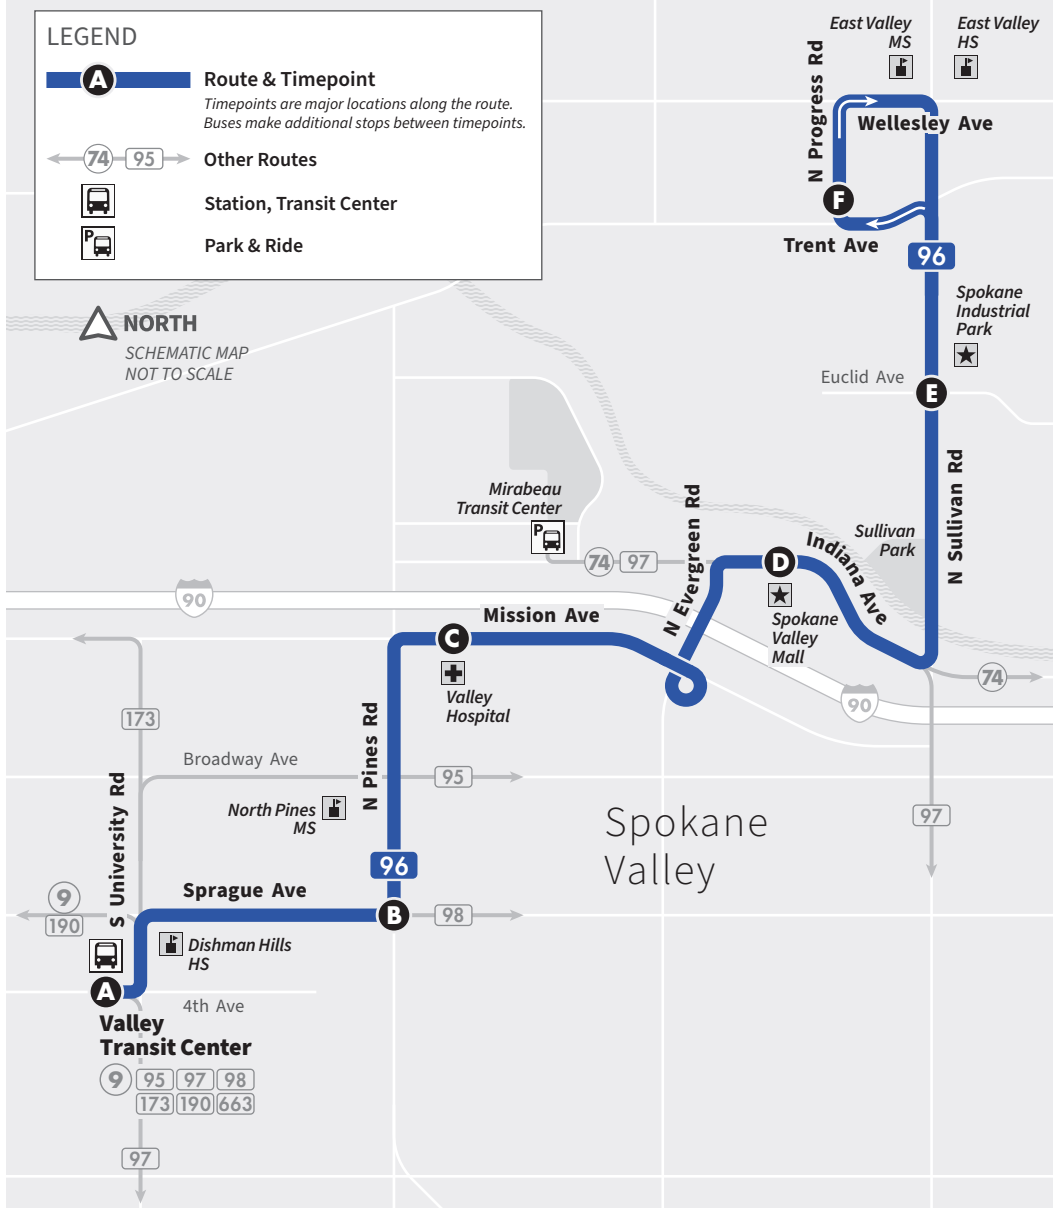 LEGEND
A
Route & Timepoint
Timepoints are major locations along the route.
Buses make additional stops between timepoints.
74
95
Other Routes
Station, Transit Center
P
Park & Ride
NORTH
SCHEMATIC MAP
NOT TO SCALE
East Valley
MS
East Valley
HS
N Progress Rd
Wellesley Ave
F
Trent Ave
96
Spokane
Industrial
Park
Euclid Ave
E
N Sullivan Rd
Mirabeau
Transit Center
P
74
97
N Evergreen Rd
D
Indiana Ave
Sullivan
Park
Spokane
Valley
Mall
90
Mission Ave
C
Valley
Hospital
90
74
97
173
N Pines Rd
Broadway Ave
95
North Pines
MS
Spokane
Valley
S University Rd
96
Sprague Ave
9
190
B
98
Dishman Hills
HS
A
4th Ave
Valley
Transit Center
9
95
97
98
173
190
663
97